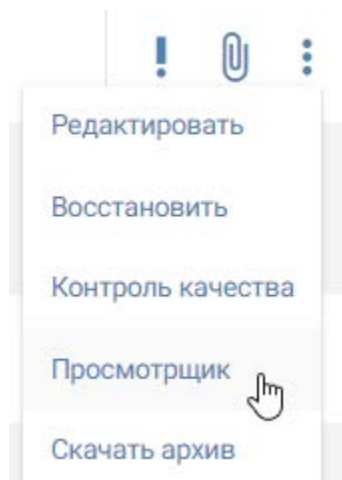 Редактировать
Восстановить
Контроль качества
Просмотрщик
Скачать архив